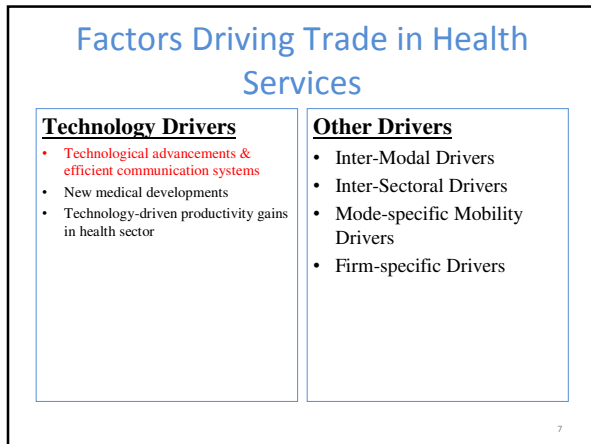 Factors Driving Trade in Health
Services
Technology Drivers
• Technological advancements &
efficient communication systems
• New medical developments
• Technology-driven productivity gains
in health sector
Other Drivers
• Inter-Modal Drivers
• Inter-Sectoral Drivers
• Mode-specific Mobility
Drivers
• Firm-specific Drivers
7